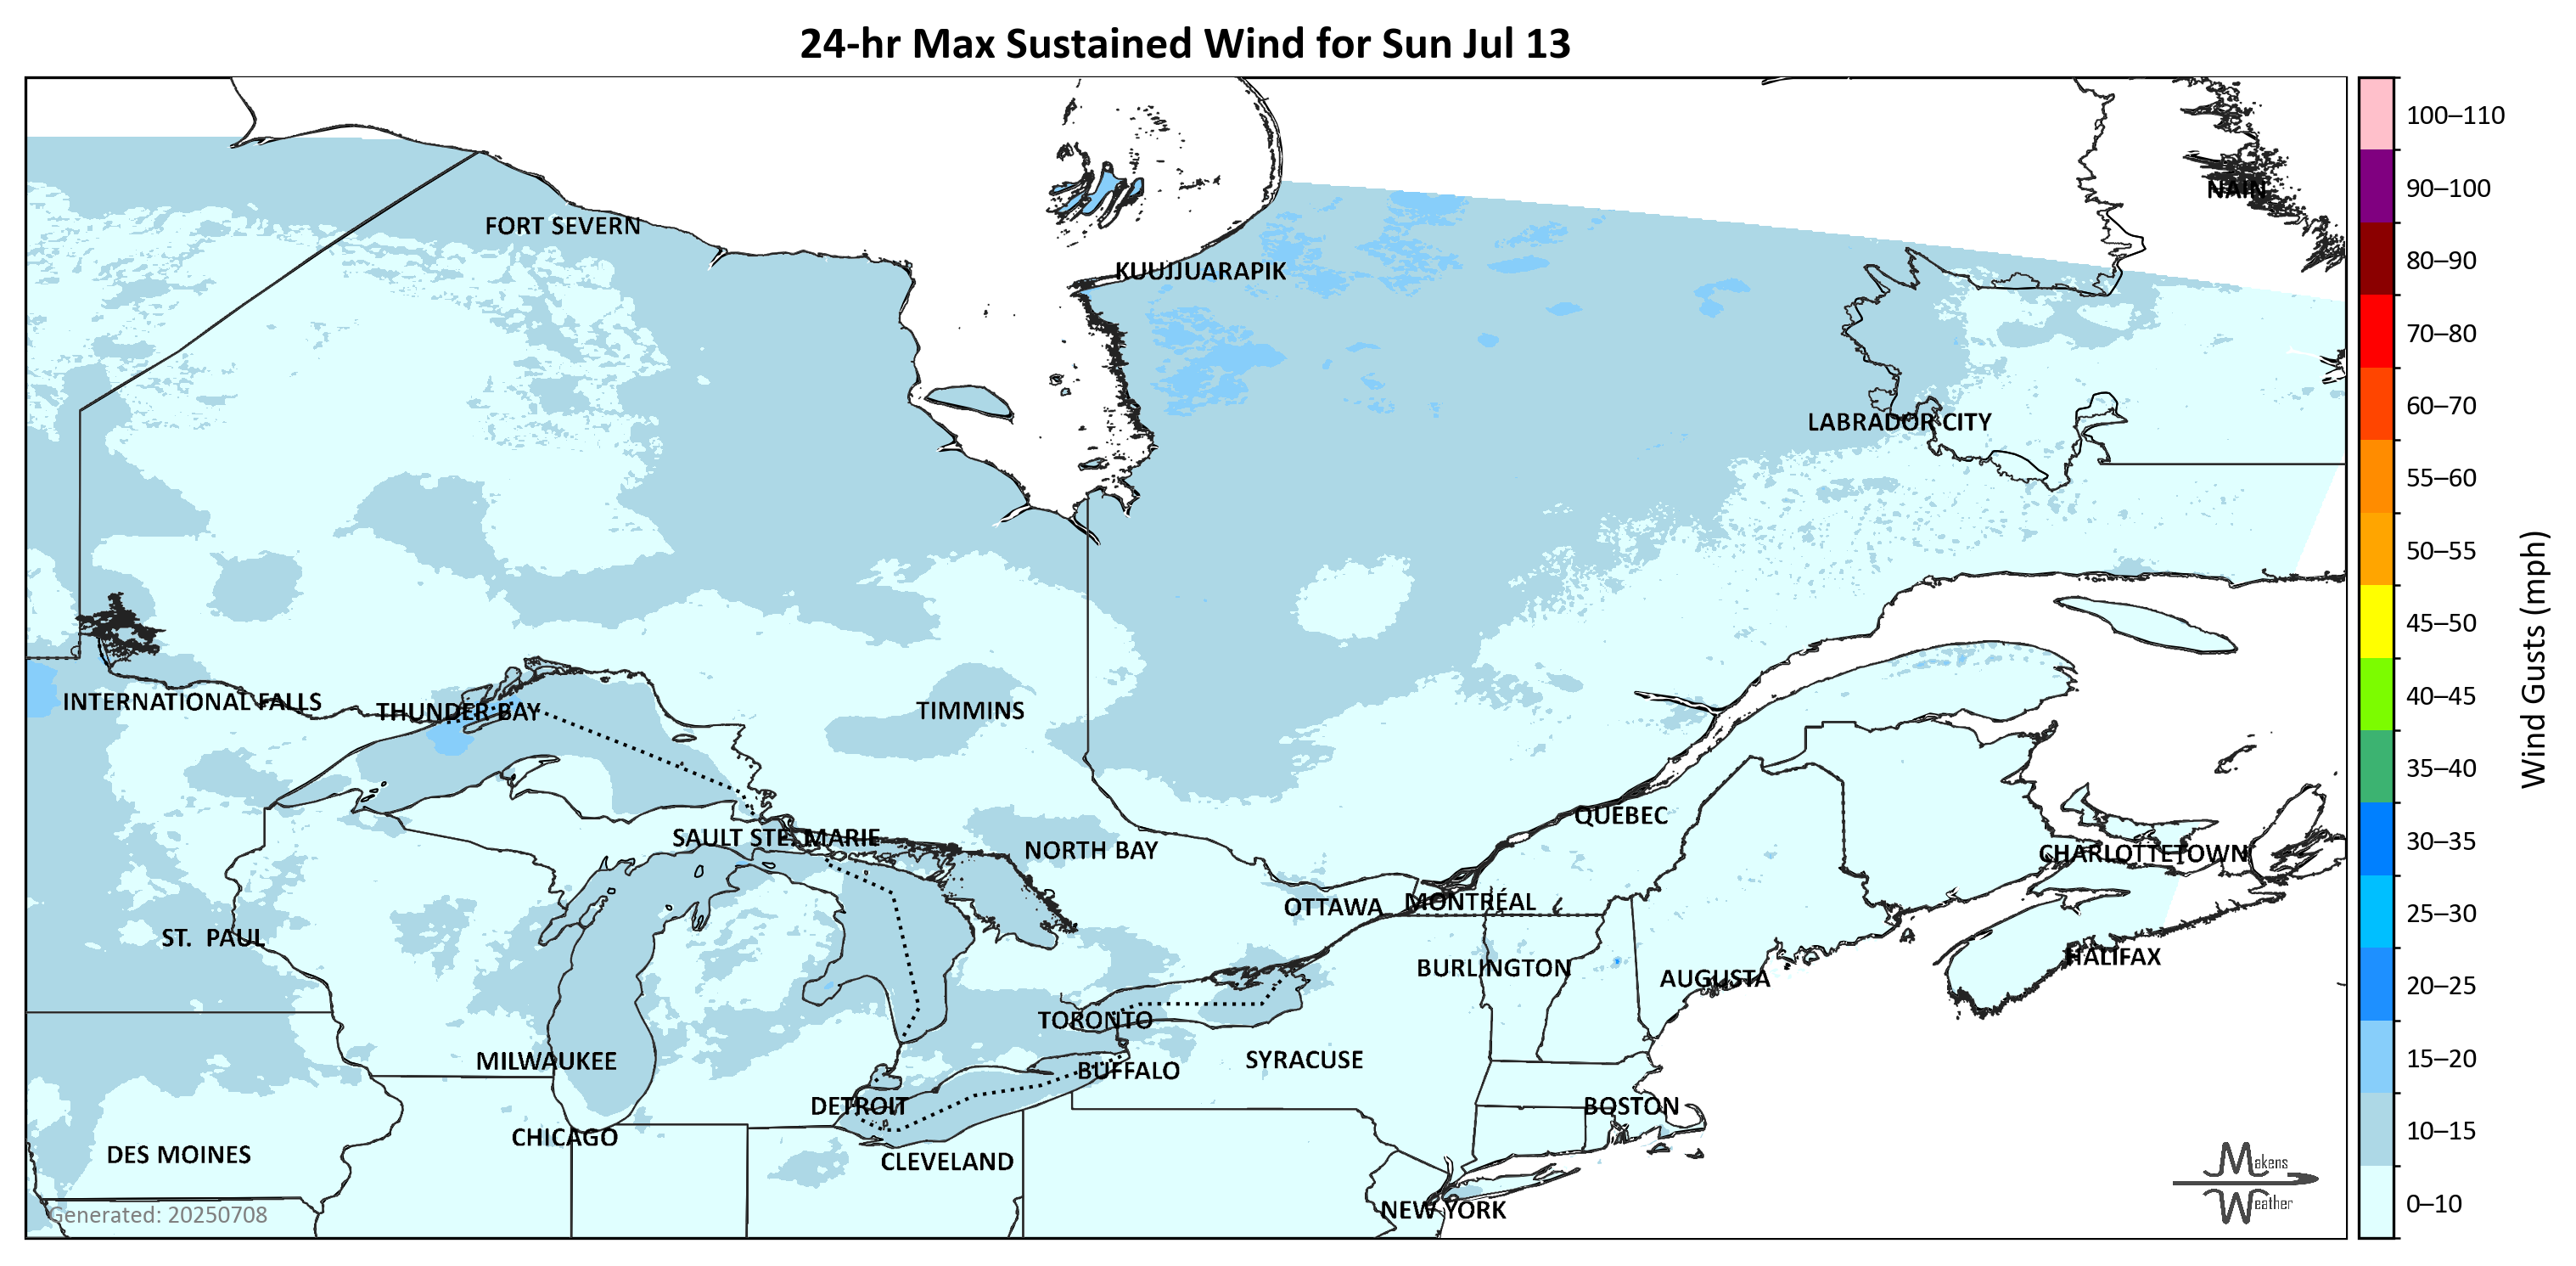 24-hr Max Sustained Wind for Sun Jul 13
100–110
90–100
NAIN
FORT SEVERN
80–90
KUUJJUARAPIK
70–80
60–70
LABRADOR CITY
55–60
50–55
45–50
Wind Gusts (mph)
40–45
INTERNATIONAL FALLS
THUNDER BAY
TIMMINS
35–40
QUEBEC
SAULT STE. MARIE
30–35
NORTH BAY
CHARLOTTETOWN
OTTAWA
MONTRÉAL
25–30
ST. PAUL
HALIFAX
BURLINGTON
AUGUSTA
20–25
TORONTO
MILWAUKEE
SYRACUSE
15–20
BUFFALO
DETROIT
BOSTON
10–15
CHICAGO
DES MOINES
CLEVELAND
Makens
Weather
0–10
NEW YORK
Generated: 20250708